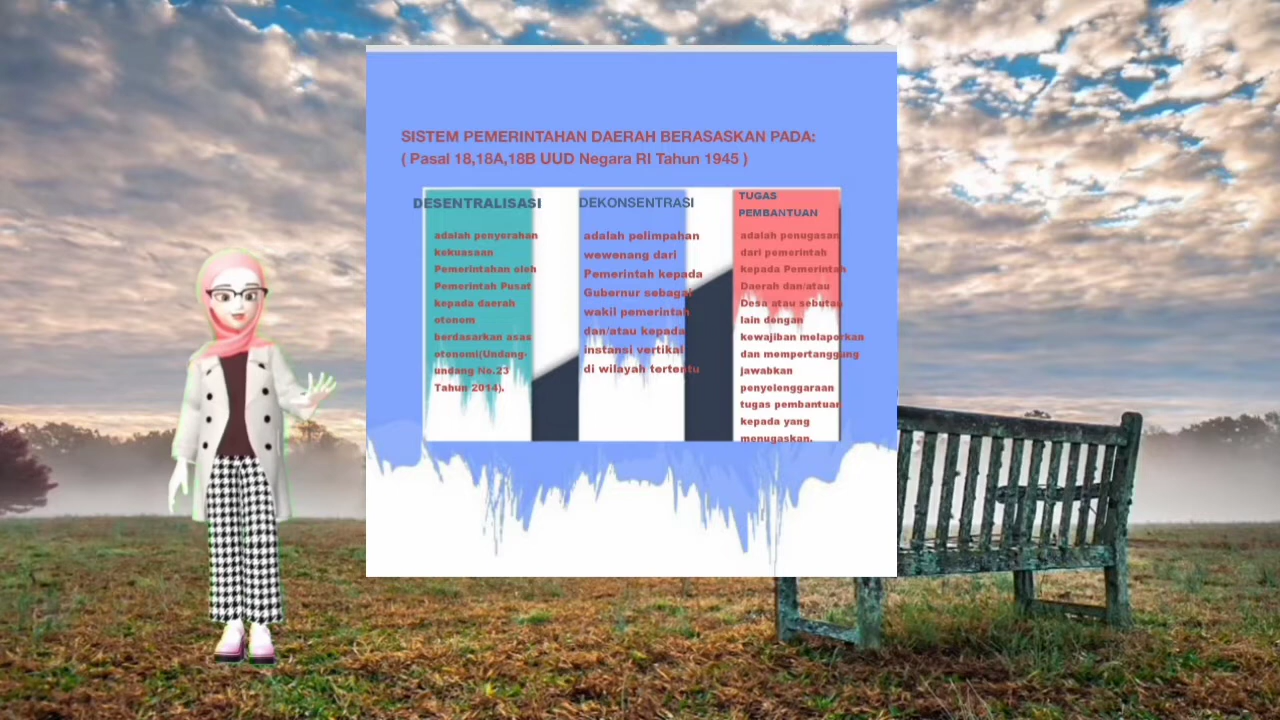 SISTEM PEMERINTAHAN DAERAH BERASASKAN PADA:
( Pasal 18,18A,18B UUD Negara RI Tahun 1945 )
DESENTRALISASI
adalah penyerahan
kekuasaan
Pemerintahan oleh
Pemerintah Pusat
kepada daerah
otonom
berdasarkan asas
otonomi(Undang-
undang No.23
Tahun 2014).
DEKONSENTRASI
adalah pelimpahan
wewenang dari
Pemerintah kepada
Gubernur sebagai
wakil pemerintah
dan/atau kepada
instansi vertikal
di wilayah tertentu
TUGAS
PEMBANTUAN
adalah penugasan
dari pemerintah
kepada Pemerintah
Daerah dan/atau
Desa atau sebutan
lain dengan
kewajiban melaporkan
dan mempertanggung
jawabkan
penyelenggaraan
tugas pembantuan
kepada yang
menugaskan.